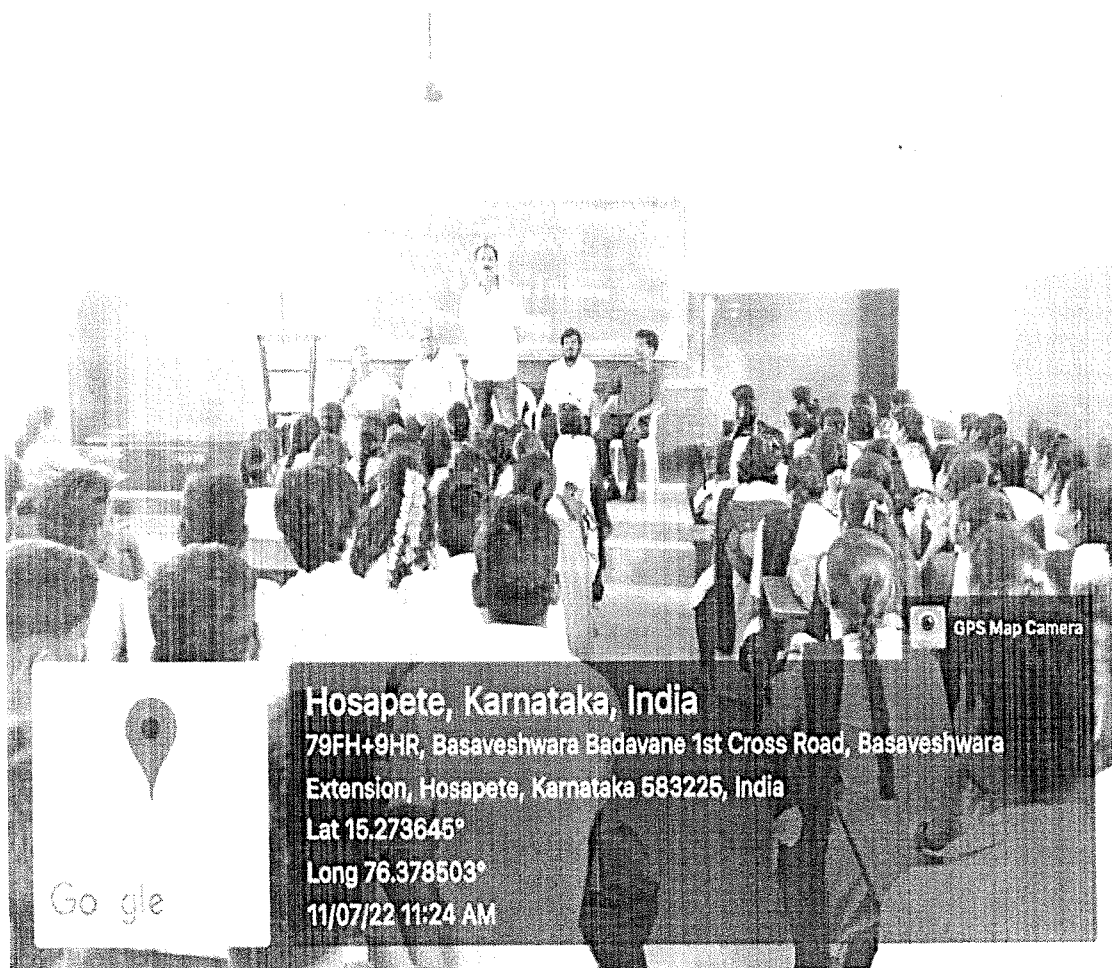 GPS Map Camera
Hosapete, Karnataka, India
79FH+9HR, Basaveshwara Badavane 1st Cross Road, Basaveshwara
Extension, Hosapete, Karnataka 583225, India
Lat 15.273645°
Long 76.378503°
11/07/22 11:24 AM
Go gle